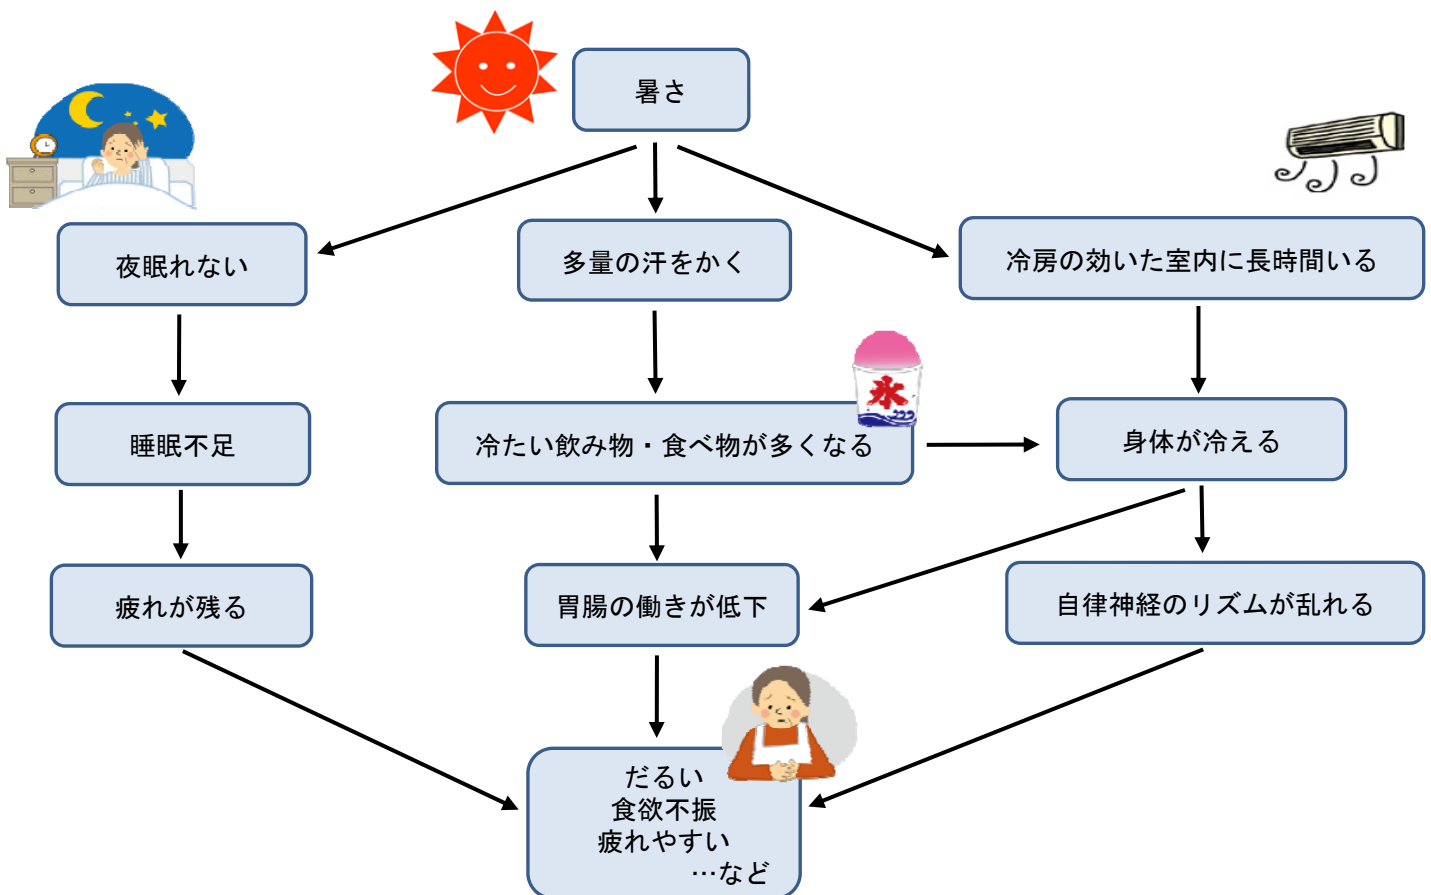 暑さ
夜眠れない
多量の汗をかく
冷房の効いた室内に長時間いる
睡眠不足
氷
冷たい飲み物・食べ物が多くなる
身体が冷える
疲れが残る
胃腸の働きが低下
自律神経のリズムが乱れる
だるい
食欲不振
疲れやすい
…など